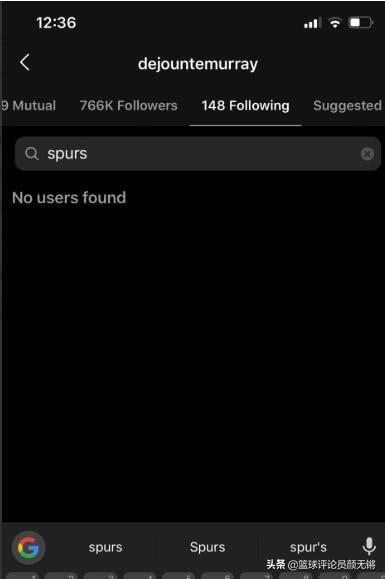 12:36
dejountemurray
9 Mutual 766K Followers 148 Following Suggested
spurs
No users found
spurs Spurs spur's
头条 @篮球评论员颜无锵